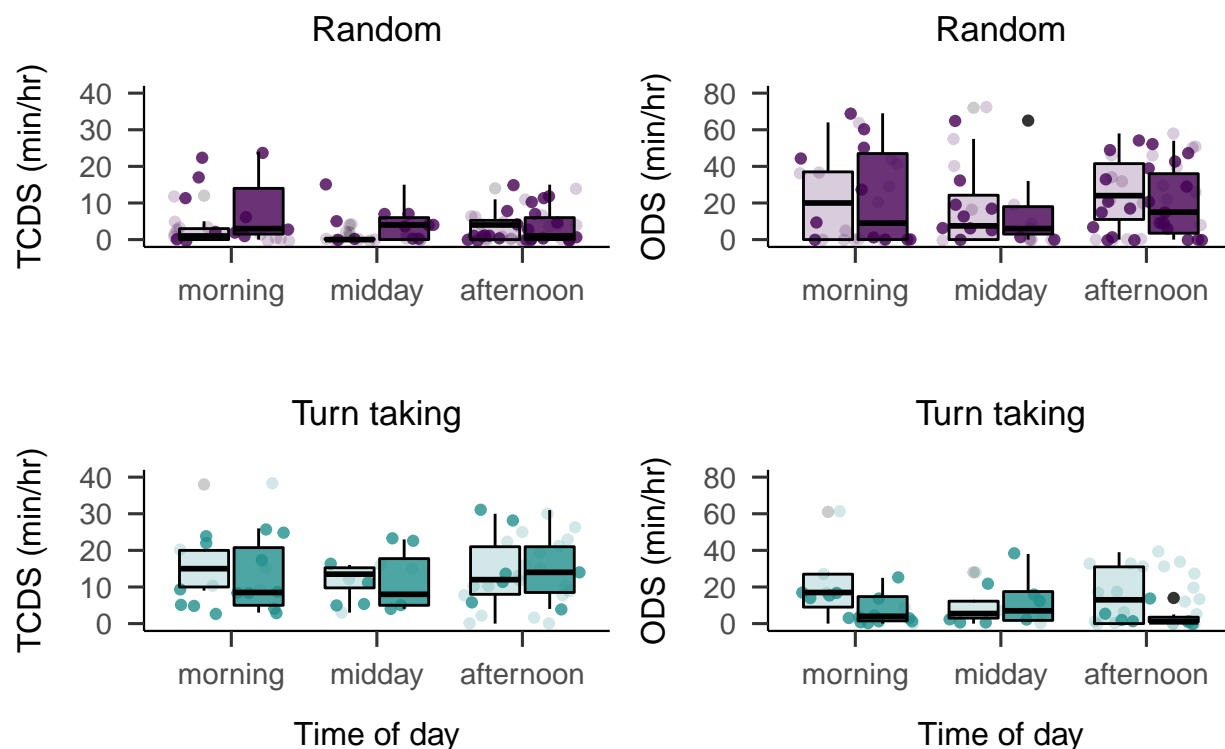 Random
TCDS (min/hr)
40
30
20
10
0
morning midday afternoon
Random
ODS (min/hr)
80
60
40
20
0
morning midday afternoon
Turn taking
TCDS (min/hr)
40
30
20
10
0
morning midday afternoon
Time of day
Turn taking
ODS (min/hr)
80
60
40
20
0
morning midday afternoon
Time of day